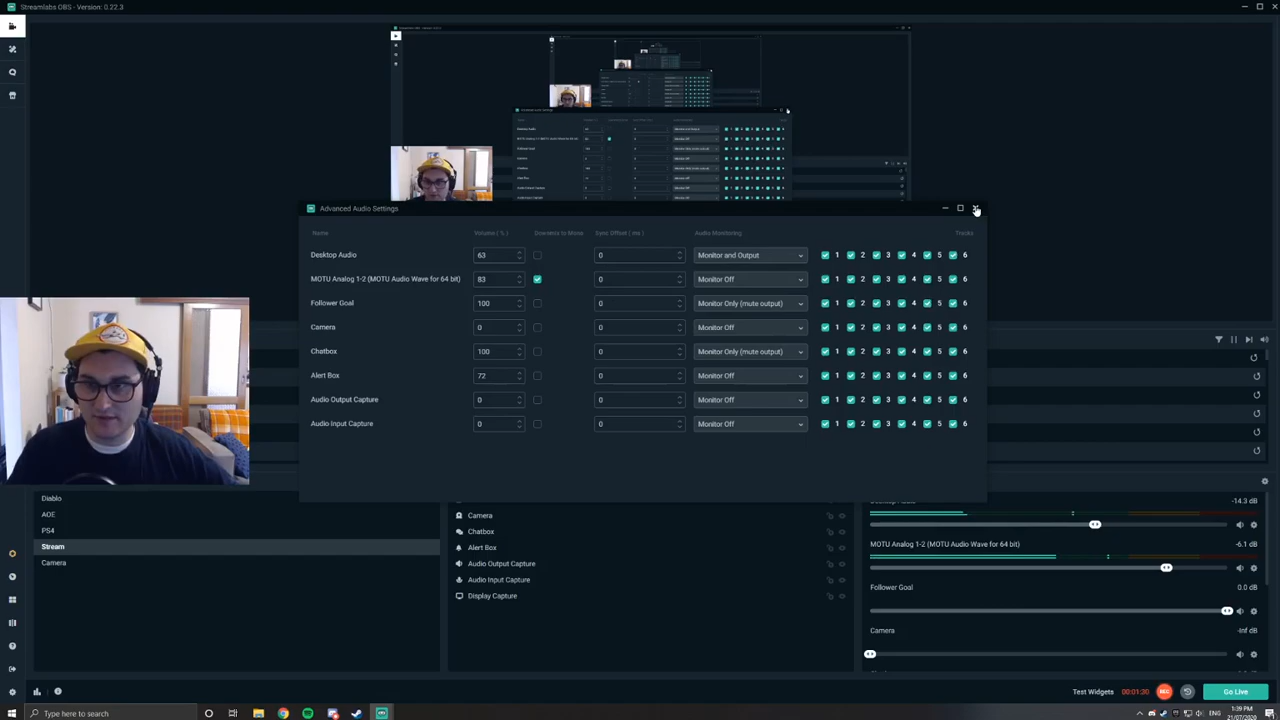 Streamlabs OBS - Version: 0.22.3
Advanced Audio Settings
Name Volume ( % ) Downmix to Mono Sync Offset ( ms ) Audio Monitoring Tracks
Desktop Audio 63 0 Monitor and Output 1 2 3 4 5 6
MOTU Analog 1-2 (MOTU Audio Wave for 64 bit) 83 0 Monitor Off 1 2 3 4 5 6
Follower Goal 100 0 Monitor Only (mute output) 1 2 3 4 5 6
Camera 0 0 Monitor Off 1 2 3 4 5 6
Chatbox 100 0 Monitor Only (mute output) 1 2 3 4 5 6
Alert Box 72 0 Monitor Off 1 2 3 4 5 6
Audio Output Capture 0 0 Monitor Off 1 2 3 4 5 6
Audio Input Capture 0 0 Monitor Off 1 2 3 4 5 6
Diablo
AOE
PS4
Stream
Camera
Camera
Chatbox
Alert Box
Audio Output Capture
Audio Input Capture
Display Capture
Desktop Audio -14.3 dB
MOTU Analog 1-2 (MOTU Audio Wave for 64 bit) -6.1 dB
Follower Goal 0.0 dB
Camera -Inf dB
Test Widgets 00:01:30 REC Go Live
Type here to search
ENG 1:39 PM
21/07/2020